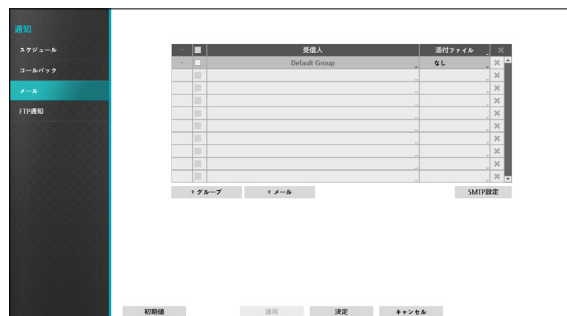 通知
スケジュール
コールバック
メール
FTP通知
受信人 添付ファイル
Default Group なし
+ グループ + メール SMTP設定
初期値 適用 決定 キャンセル